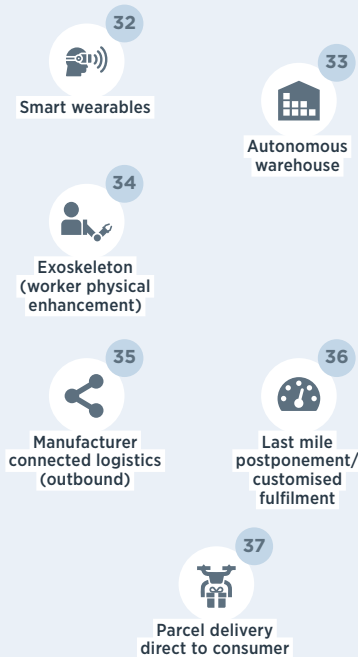 32
Smart wearables
33
Autonomous
warehouse
34
Exoskeleton
(worker physical
enhancement)
35
Manufacturer
connected logistics
(outbound)
36
Last mile
postponement/
customised
fulfilment
37
Parcel delivery
direct to consumer